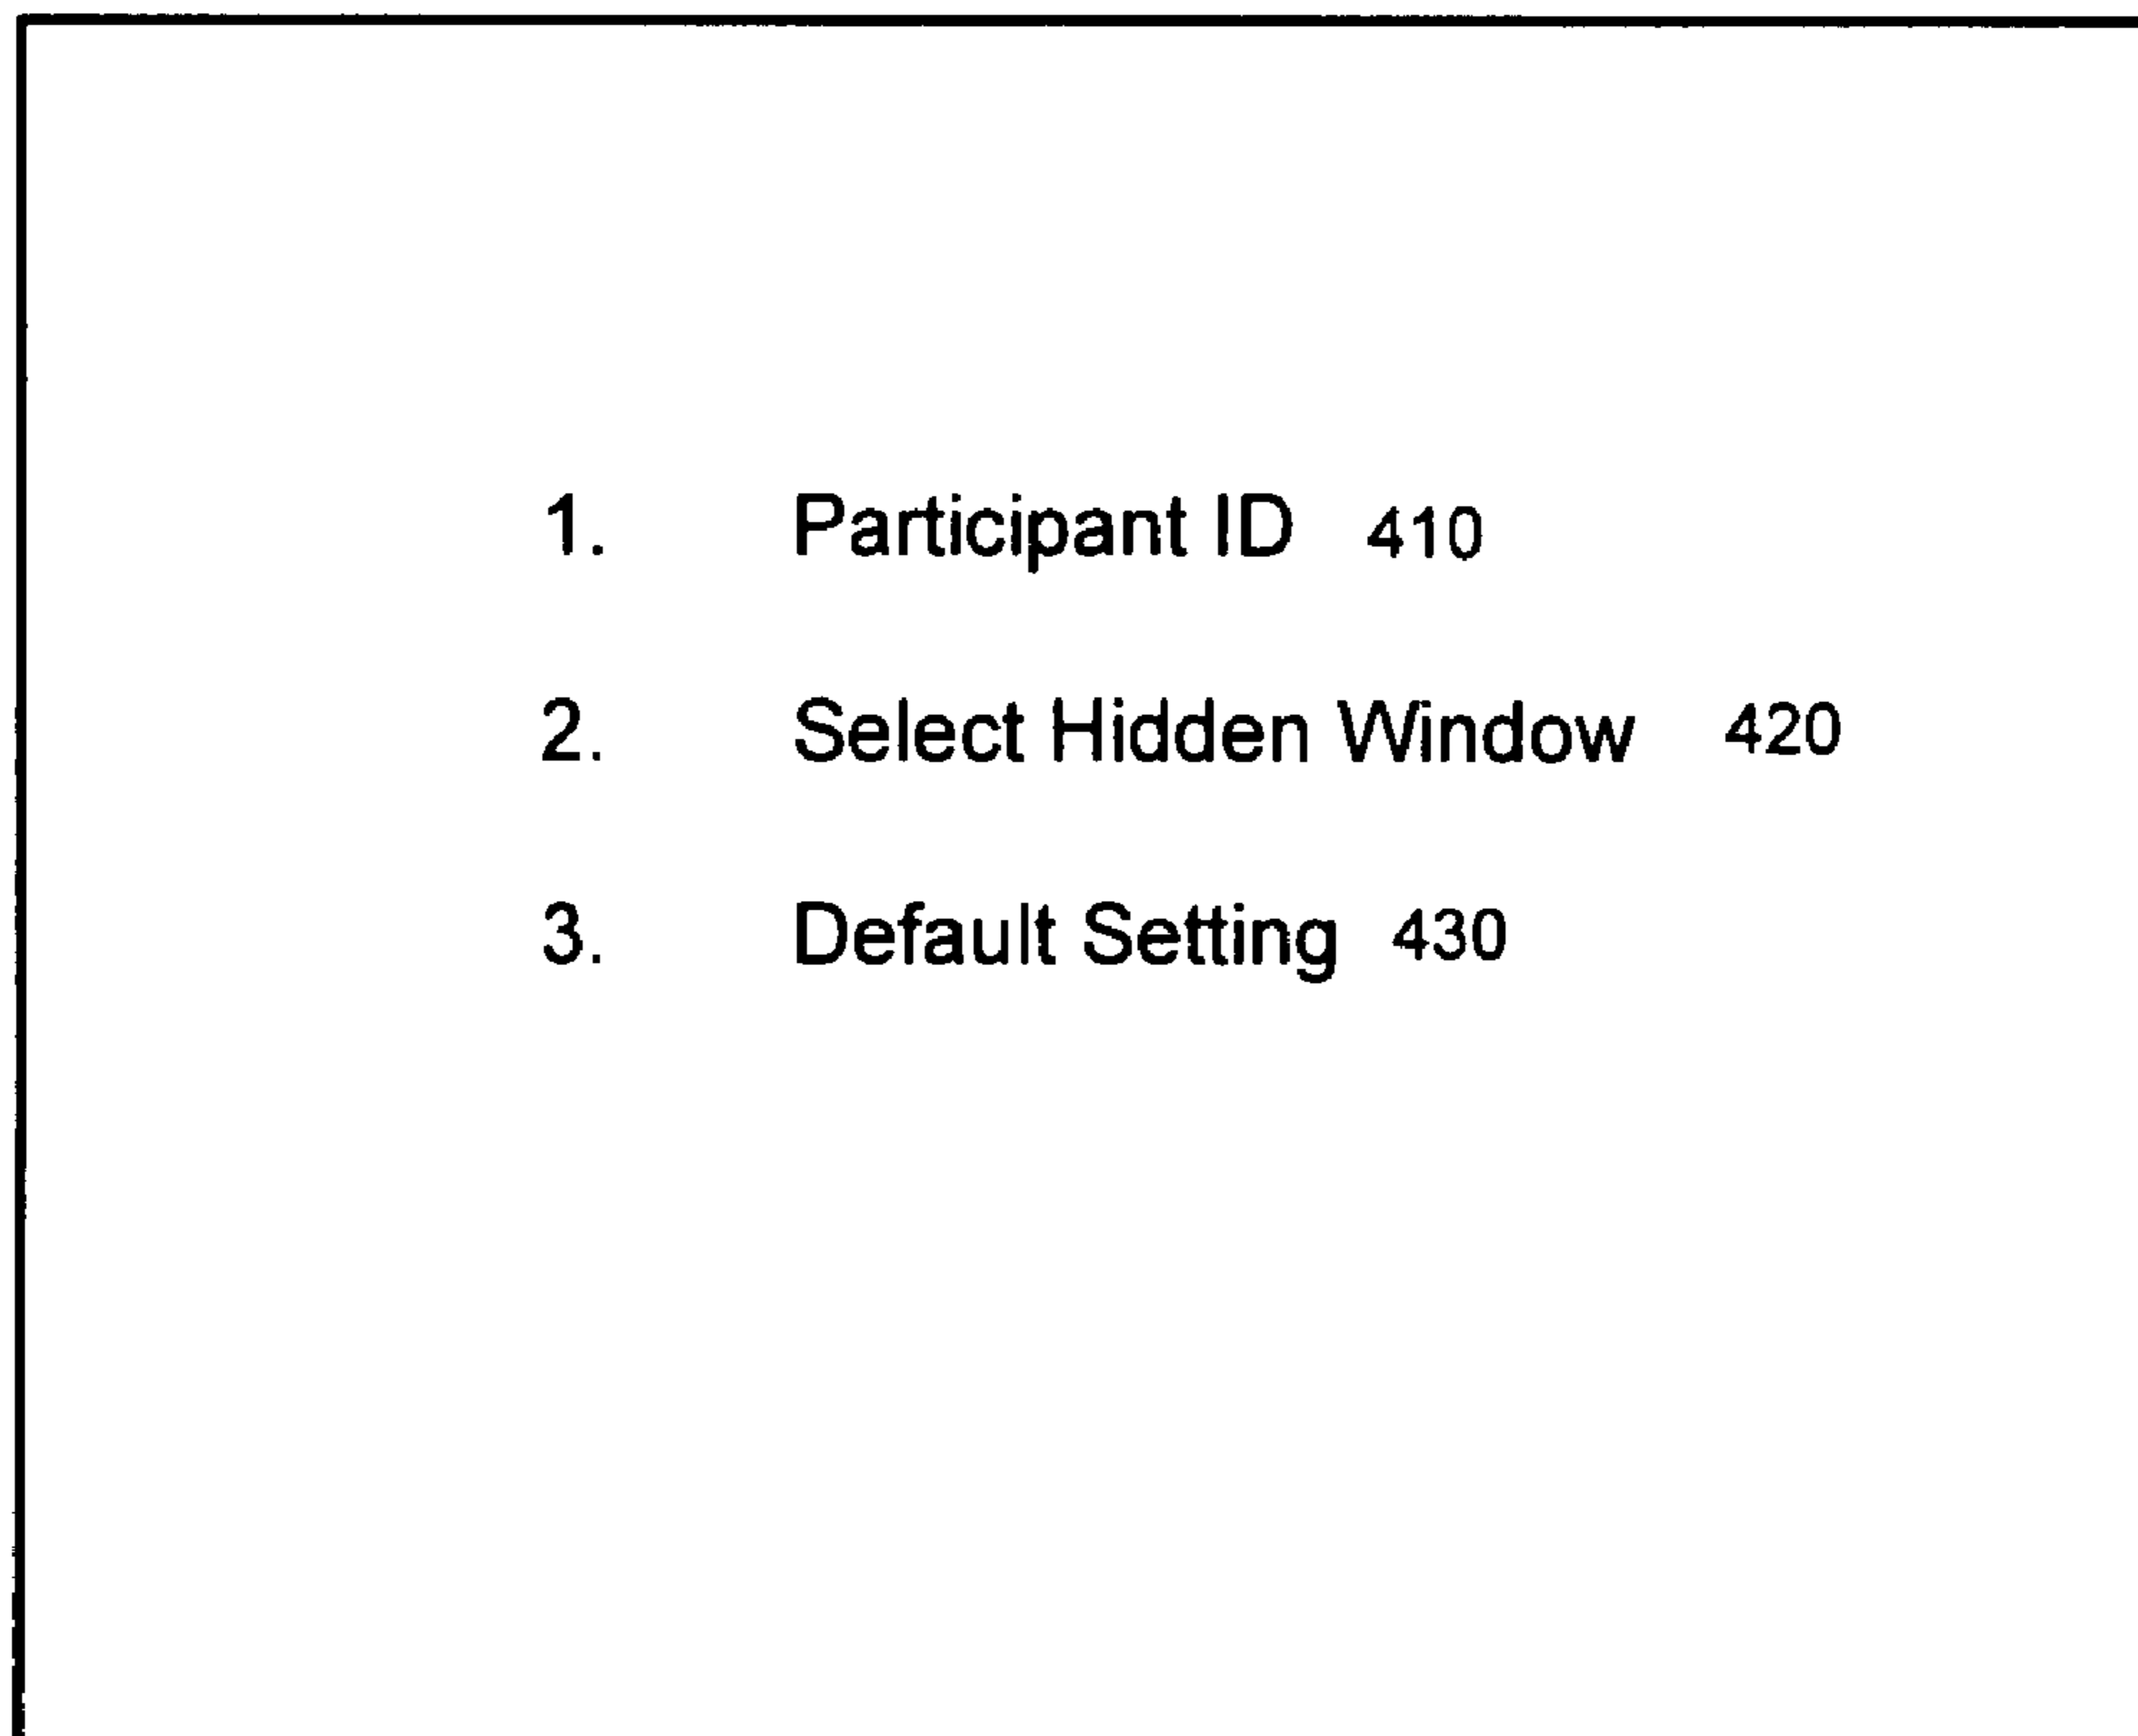 1. Participant ID 410
2. Select Hidden Window 420
3. Default Setting 430